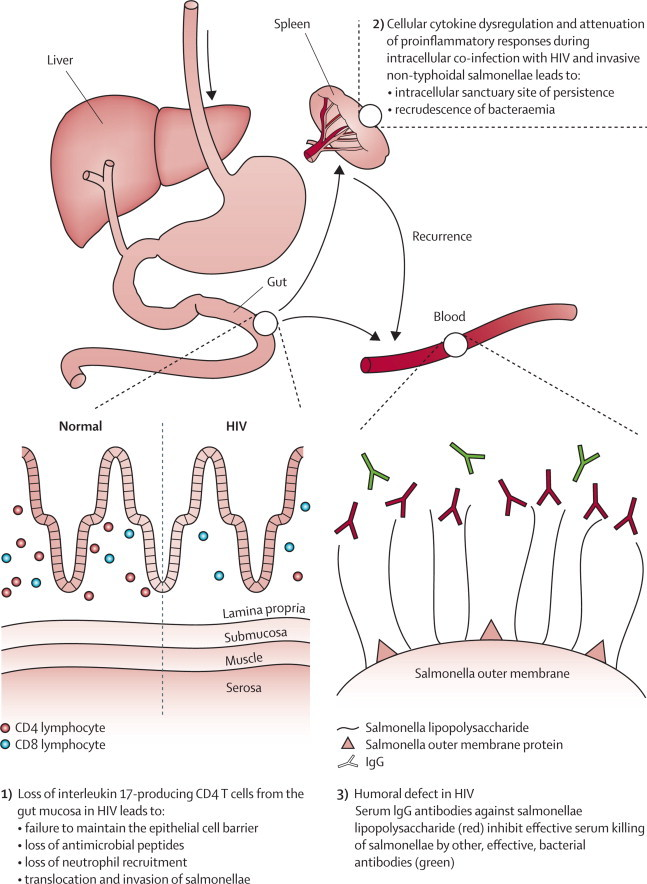 Spleen
2) Cellular cytokine dysregulation and attenuation
of proinflammatory responses during
intracellular co-infection with HIV and invasive
non-typhoidal salmonellae leads to:
• intracellular sanctuary site of persistence
• recrudescence of bacteraemia
Liver
Recurrence
Gut
Blood
Normal
HIV
Lamina propria
Submucosa
Muscle
Serosa
CD4 lymphocyte
CD8 lymphocyte
Salmonella outer membrane
Salmonella lipopolysaccharide
Salmonella outer membrane protein
IgG
1) Loss of interleukin 17-producing CD4 T cells from the
gut mucosa in HIV leads to:
• failure to maintain the epithelial cell barrier
• loss of antimicrobial peptides
• loss of neutrophil recruitment
• translocation and invasion of salmonellae
3) Humoral defect in HIV
Serum IgG antibodies against salmonellae
lipopolysaccharide (red) inhibit effective serum killing
of salmonellae by other, effective, bacterial
antibodies (green)